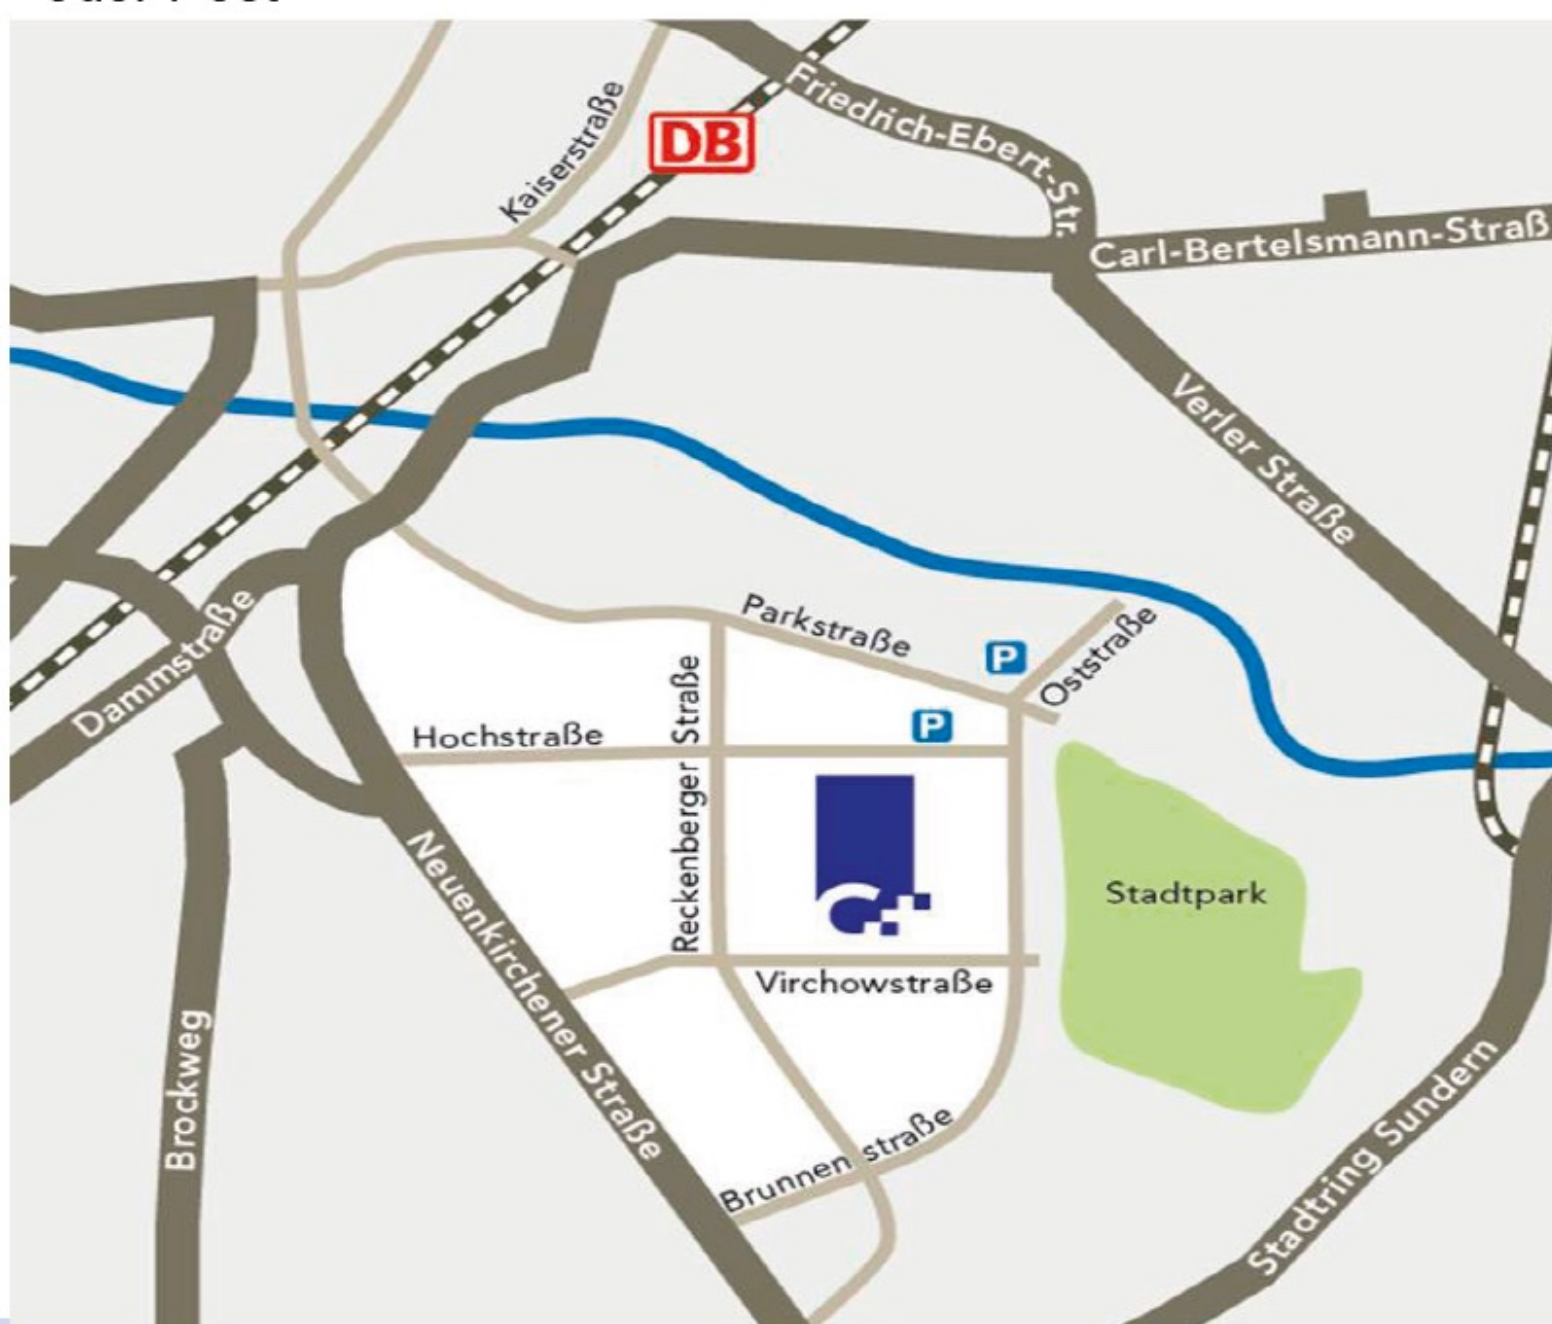 Kaiserstraße
DB
Friedrich-Ebert-Str.
Carl-Bertelsmann-Straß
Verler Straße
Parkstraße
P
Oststraße
Dammstraße
Hochstraße
Reckenberger Straße
P
Stadtpark
Neuenkirchener Straße
Virchowstraße
Brockweg
Brunnenstraße
Stadtring Sundern